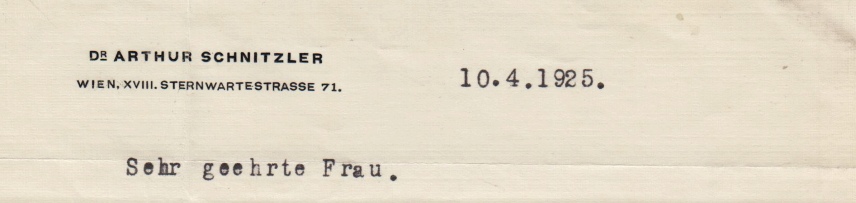 DR ARTHUR SCHNITZLER
WIEN, XVIII. STERNWARTESTRASSE 71.
10.4.1925.
Sehr geehrte Frau.